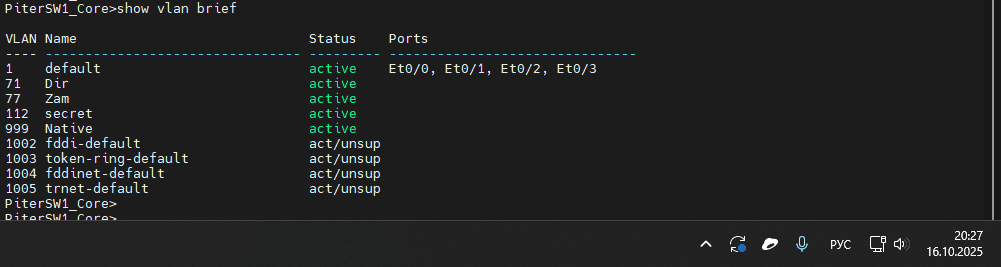 PiterSW1_Core>show vlan brief
VLAN Name                             Status    Ports
---- -------------------------------- --------- -------------------------------
1    default                          active    Et0/0, Et0/1, Et0/2, Et0/3
71   Dir                              active
77   Zam                              active
112  secret                           active
999  Native                           active
1002 fddi-default                     act/unsup
1003 token-ring-default               act/unsup
1004 fddinet-default                  act/unsup
1005 trnet-default                    act/unsup
PiterSW1_Core>
PiterSW1_Core>
РУС
20:27
16.10.2025